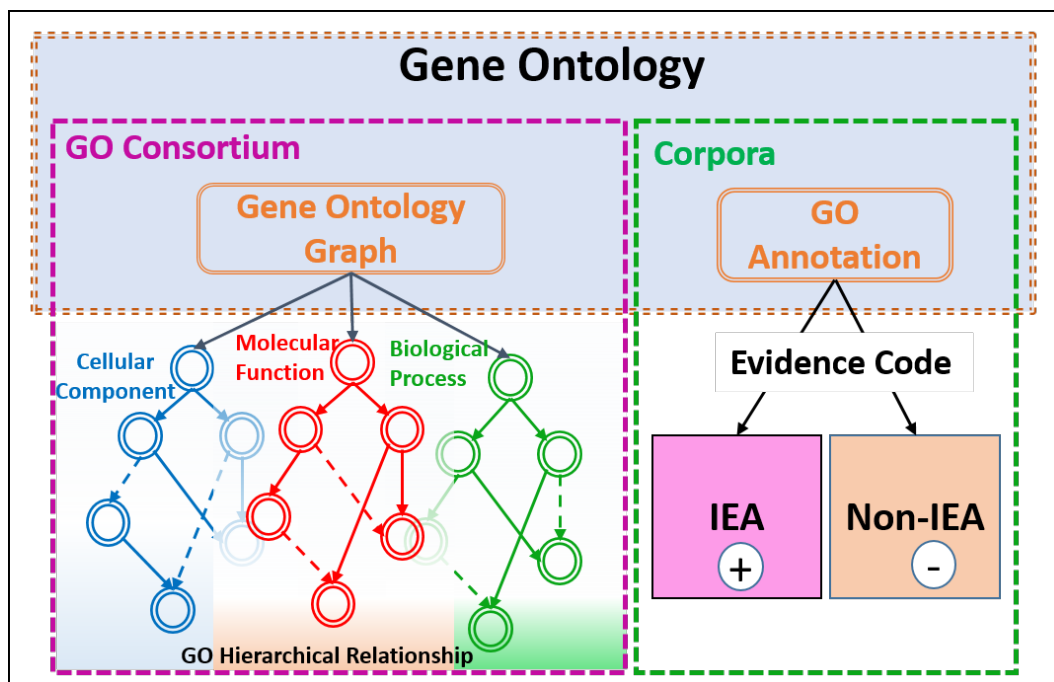 Gene Ontology
GO Consortium
Gene Ontology
Graph
Cellular
Component
Molecular
Function
Biological
Process
GO Hierarchical Relationship
Corpora
GO
Annotation
Evidence Code
IEA
+
Non-IEA
-